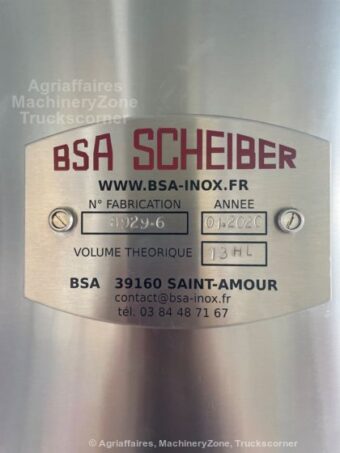 Agriaffaires
MachineryZone
Truckscorner
BSA SCHEIBER
WWW.BSA-INOX.FR
N° FABRICATION ANNEE
3929.6 01.2020
VOLUME THEORIQUE 13HL
BSA 39160 SAINT-AMOUR
contact@bsa-inox.fr
tél. 03 84 48 71 67
© Agriaffaires, MachineryZone, Truckscorner